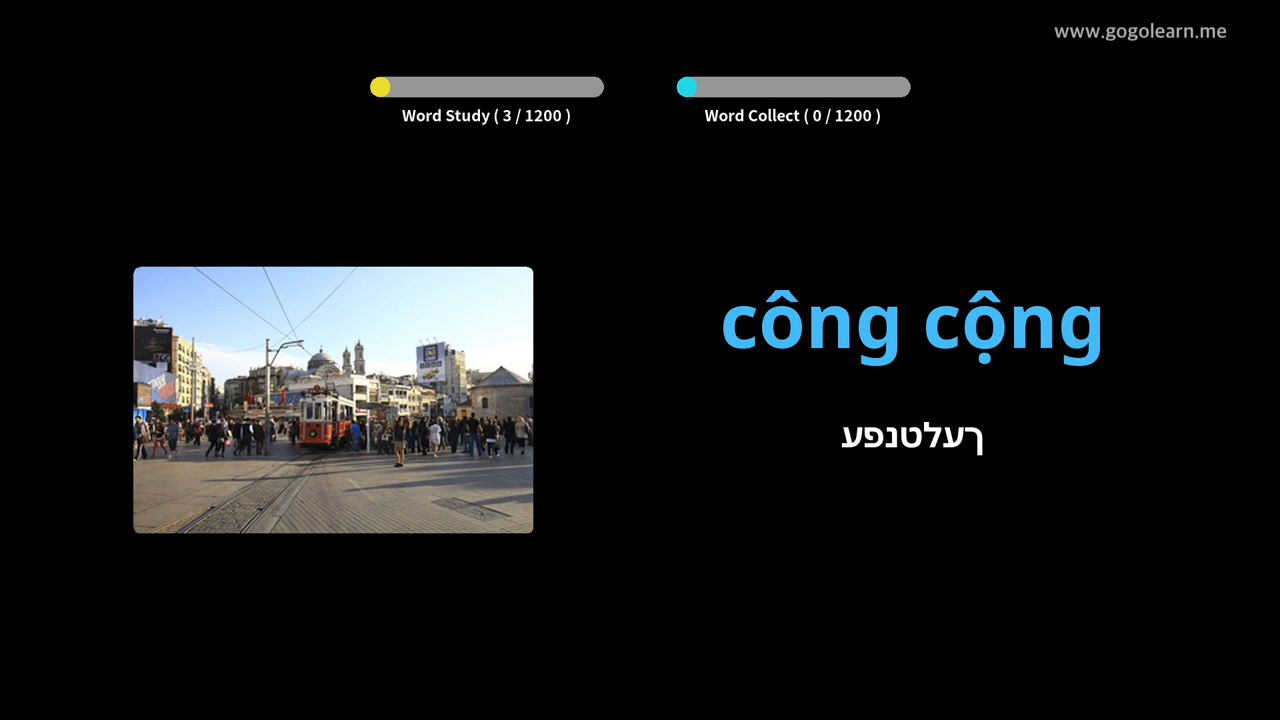 www.gogolearn.me
Word Study ( 3 / 1200 )
Word Collect ( 0 / 1200 )
công cộng
ךעלטנפע